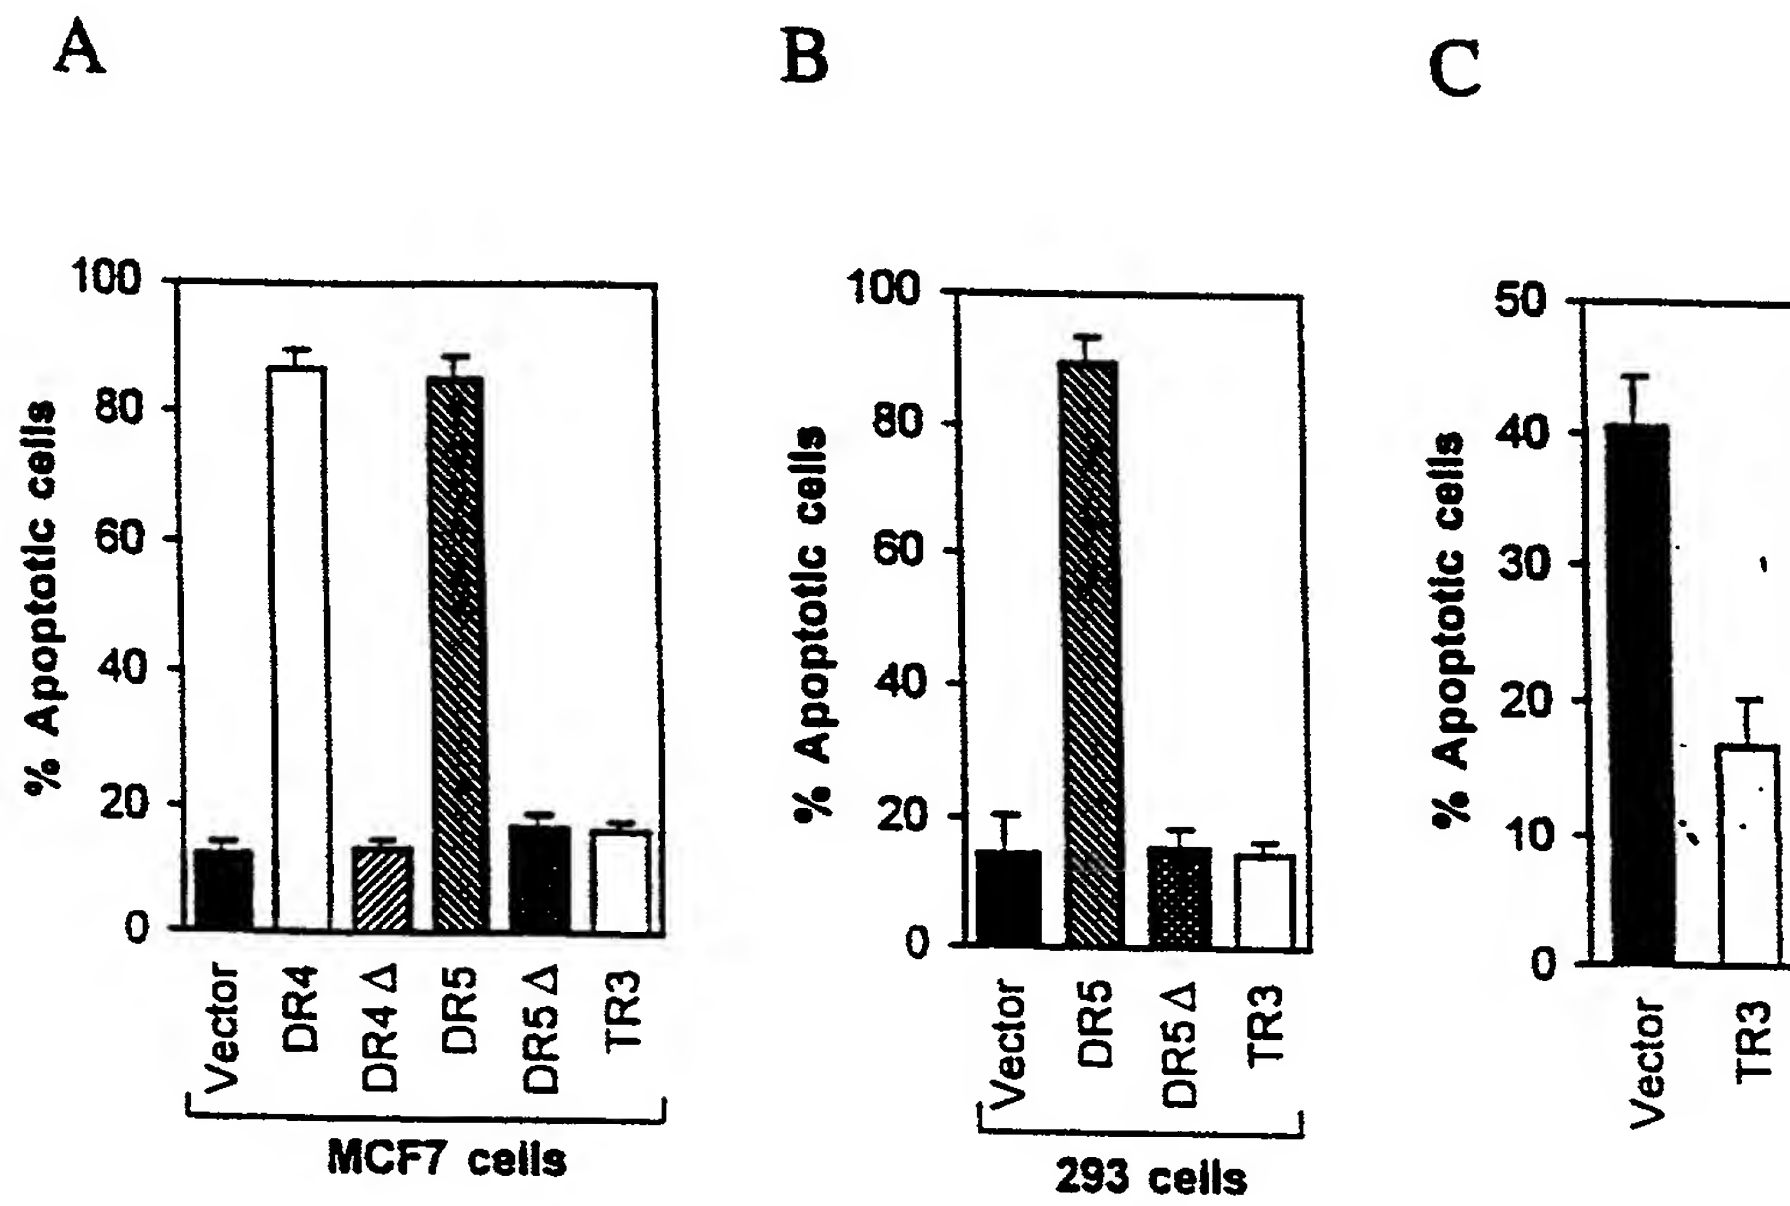 A
B
C
% Apoptotic cells
100
80
60
40
20
0
Vector
DR4
DR4 Δ
DR5
DR5 Δ
TR3
MCF7 cells
% Apoptotic cells
100
80
60
40
20
0
Vector
DR5
DR5 Δ
TR3
293 cells
% Apoptotic cells
50
40
30
20
10
0
Vector
TR3